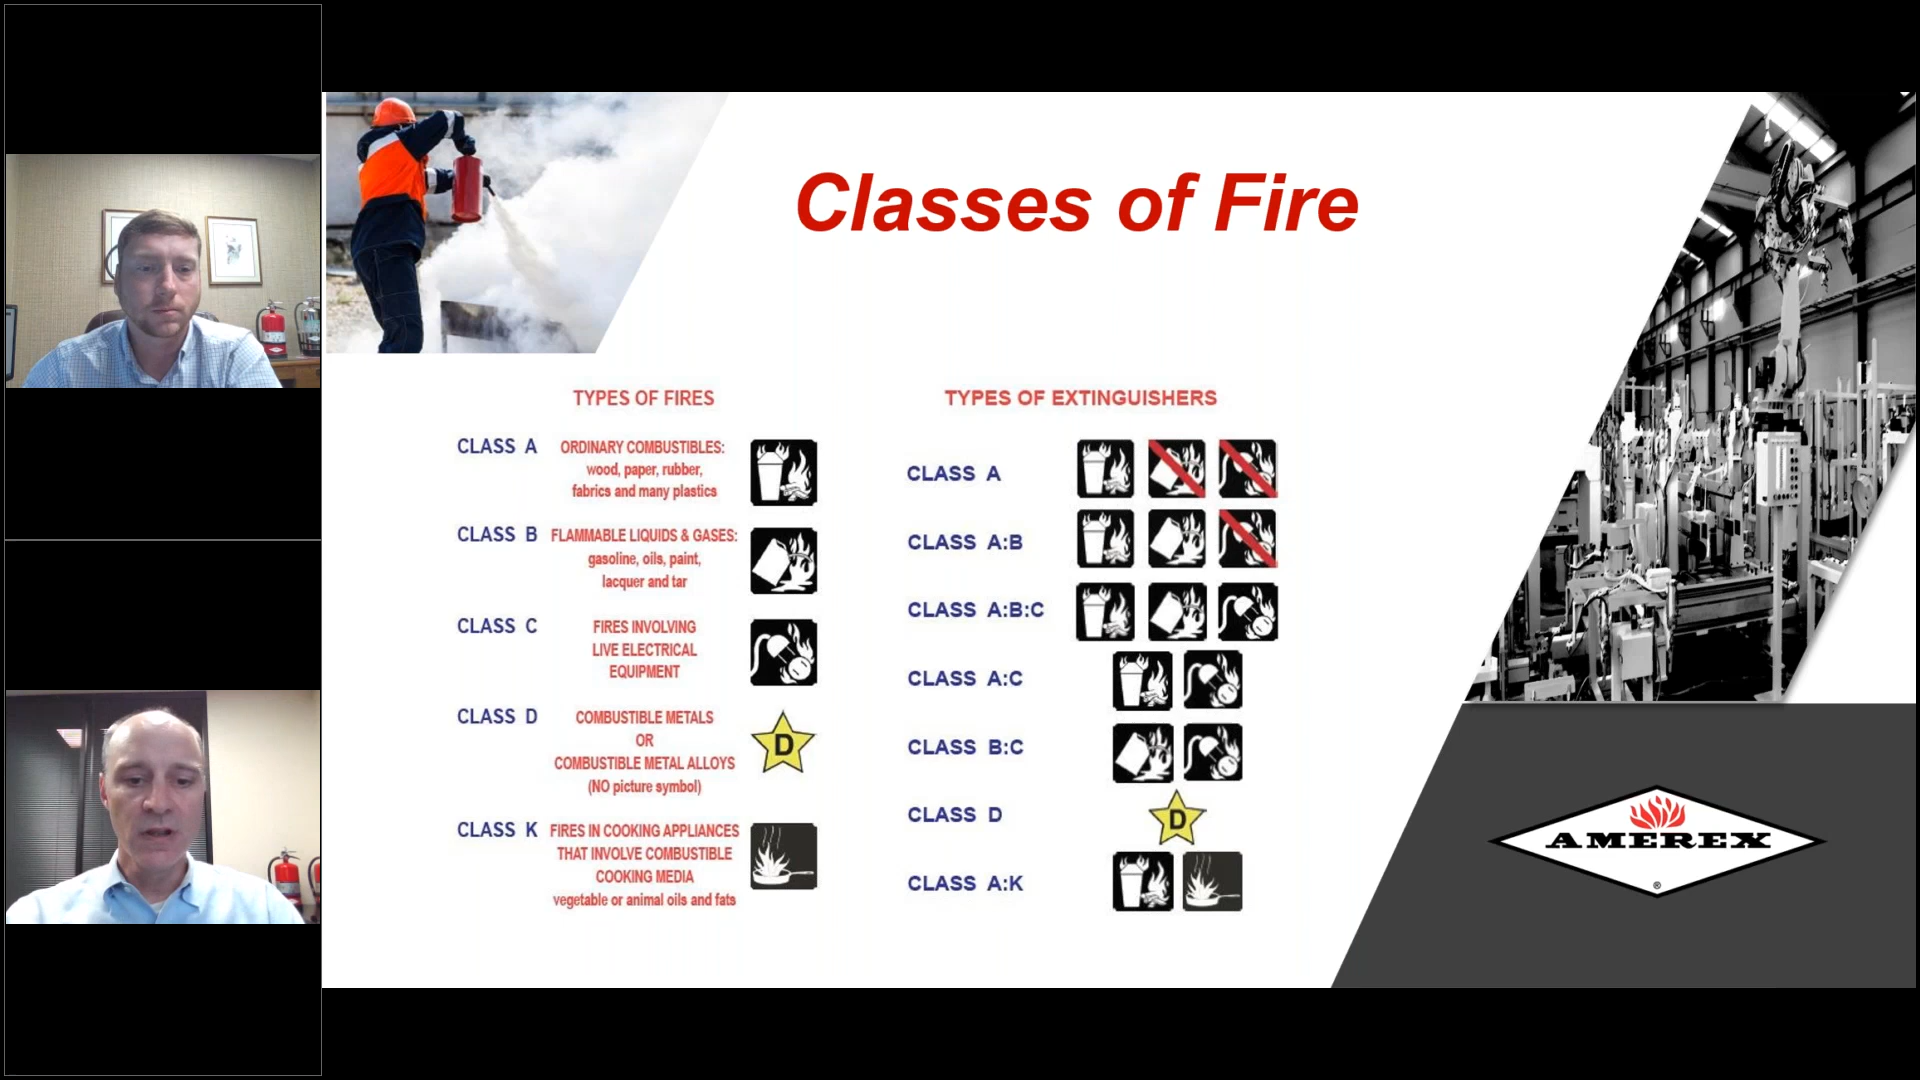 Classes of Fire
TYPES OF FIRES
CLASS A
ORDINARY COMBUSTIBLES:
wood, paper, rubber,
fabrics and many plastics
CLASS B
FLAMMABLE LIQUIDS & GASES:
gasoline, oils, paint,
lacquer and tar
CLASS C
FIRES INVOLVING
LIVE ELECTRICAL
EQUIPMENT
CLASS D
COMBUSTIBLE METALS
OR
COMBUSTIBLE METAL ALLOYS
(NO picture symbol)
D
CLASS K
FIRES IN COOKING APPLIANCES
THAT INVOLVE COMBUSTIBLE
COOKING MEDIA
vegetable or animal oils and fats
TYPES OF EXTINGUISHERS
CLASS A
CLASS A:B
CLASS A:B:C
CLASS A:C
CLASS B:C
CLASS D
D
CLASS A:K
AMEREX
®